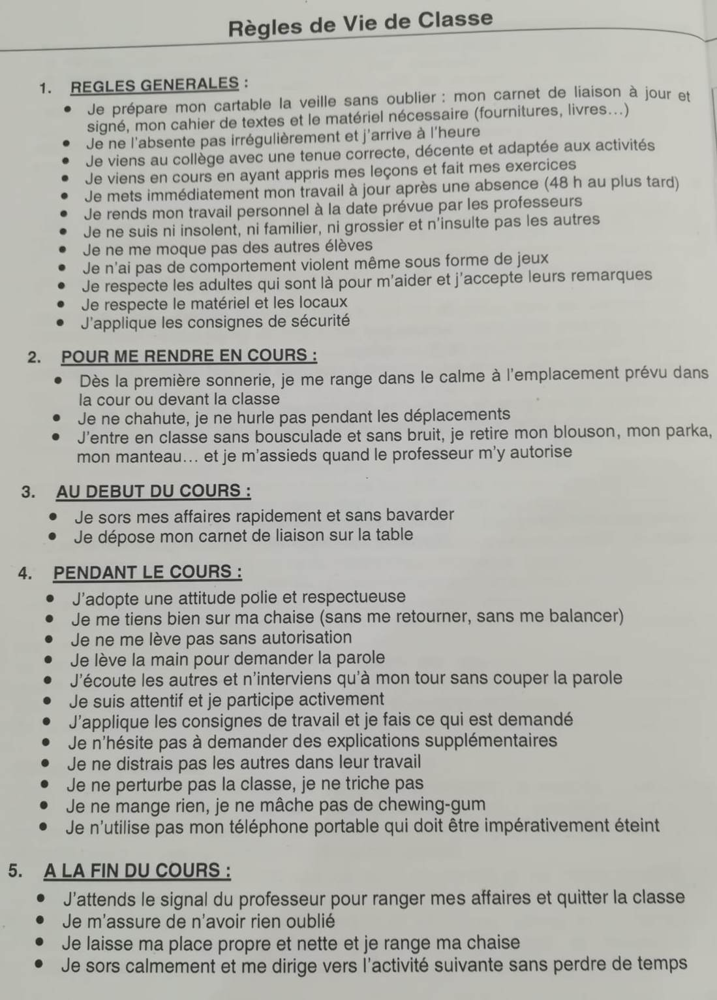 Règles de Vie de Classe
1. REGLES GENERALES :
• Je prépare mon cartable la veille sans oublier : mon carnet de liaison à jour et
signé, mon cahier de textes et le matériel nécessaire (fournitures, livres…)
• Je ne l'absente pas irrégulièrement et j'arrive à l'heure
• Je viens au collège avec une tenue correcte, décente et adaptée aux activités
• Je viens en cours en ayant appris mes leçons et fait mes exercices
• Je mets immédiatement mon travail à jour après une absence (48 h au plus tard)
• Je rends mon travail personnel à la date prévue par les professeurs
• Je ne suis ni insolent, ni familier, ni grossier et n'insulte pas les autres
• Je ne me moque pas des autres élèves
• Je n'ai pas de comportement violent même sous forme de jeux
• Je respecte les adultes qui sont là pour m'aider et j'accepte leurs remarques
• Je respecte le matériel et les locaux
• J'applique les consignes de sécurité
2. POUR ME RENDRE EN COURS :
• Dès la première sonnerie, je me range dans le calme à l'emplacement prévu dans
la cour ou devant la classe
• Je ne chahute, je ne hurle pas pendant les déplacements
• J'entre en classe sans bousculade et sans bruit, je retire mon blouson, mon parka,
mon manteau… et je m'assieds quand le professeur m'y autorise
3. AU DEBUT DU COURS :
• Je sors mes affaires rapidement et sans bavarder
• Je dépose mon carnet de liaison sur la table
4. PENDANT LE COURS :
• J'adopte une attitude polie et respectueuse
• Je me tiens bien sur ma chaise (sans me retourner, sans me balancer)
• Je ne me lève pas sans autorisation
• Je lève la main pour demander la parole
• J'écoute les autres et n'interviens qu'à mon tour sans couper la parole
• Je suis attentif et je participe activement
• J'applique les consignes de travail et je fais ce qui est demandé
• Je n'hésite pas à demander des explications supplémentaires
• Je ne distrais pas les autres dans leur travail
• Je ne perturbe pas la classe, je ne triche pas
• Je ne mange rien, je ne mâche pas de chewing-gum
• Je n'utilise pas mon téléphone portable qui doit être impérativement éteint
5. A LA FIN DU COURS :
• J'attends le signal du professeur pour ranger mes affaires et quitter la classe
• Je m'assure de n'avoir rien oublié
• Je laisse ma place propre et nette et je range ma chaise
• Je sors calmement et me dirige vers l'activité suivante sans perdre de temps